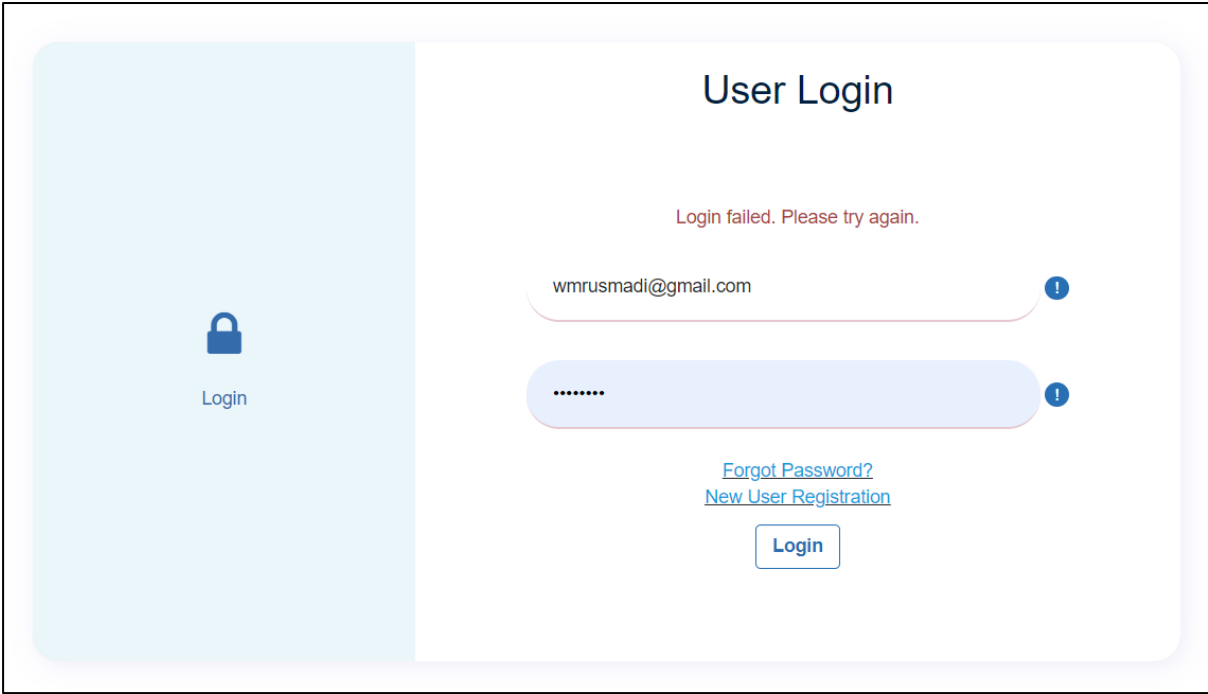 User Login
Login failed. Please try again.
wmrusmadi@gmail.com
!
Login
••••••••
!
Forgot Password?
New User Registration
Login